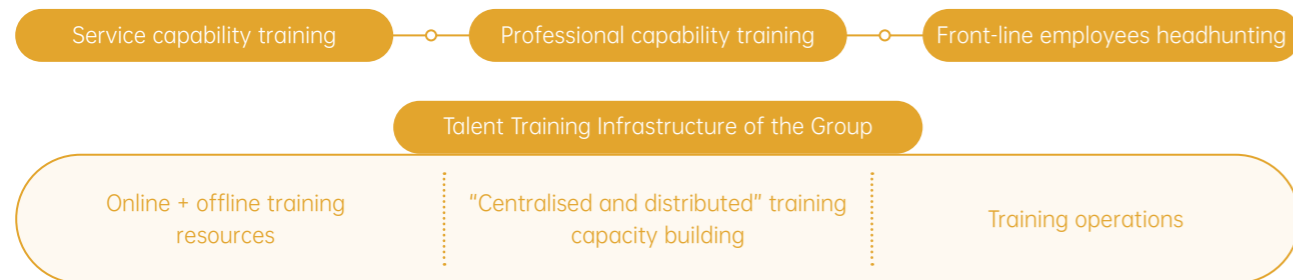 Service capability training
Professional capability training
Front-line employees headhunting
Talent Training Infrastructure of the Group
Online + offline training
resources
“Centralised and distributed” training
capacity building
Training operations